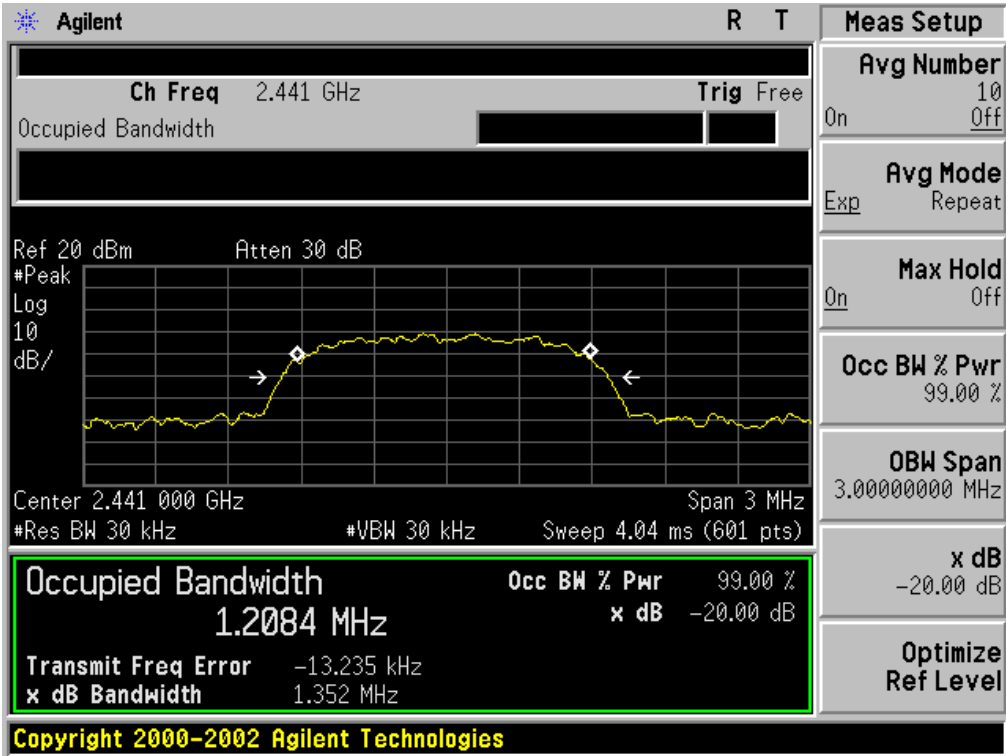 Agilent R T
Meas Setup
Ch Freq 2.441 GHz Trig Free
Occupied Bandwidth
Ref 20 dBm Atten 30 dB
#Peak
Log
10
dB/
Center 2.441 000 GHz Span 3 MHz
#Res BW 30 kHz #VBW 30 kHz Sweep 4.04 ms (601 pts)
Occupied Bandwidth Occ BW % Pwr 99.00 %
1.2084 MHz x dB -20.00 dB
Transmit Freq Error -13.235 kHz
x dB Bandwidth 1.352 MHz
Avg Number
10
On Off
Avg Mode
Exp Repeat
Max Hold
On Off
Occ BW % Pwr
99.00 %
OBW Span
3.00000000 MHz
x dB
-20.00 dB
Optimize
Ref Level
Copyright 2000-2002 Agilent Technologies